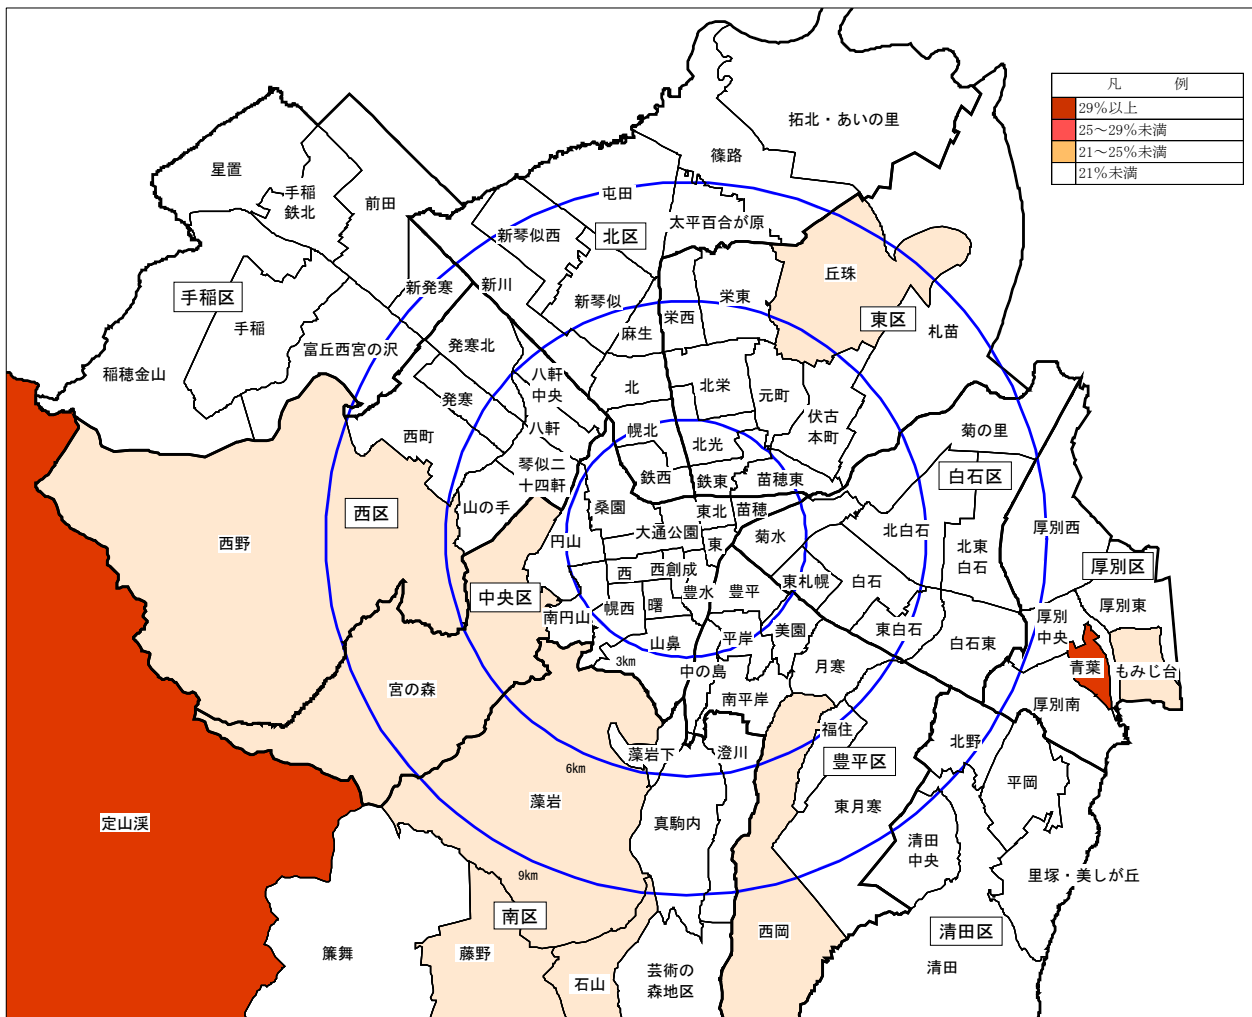 凡　例
29%以上
25～29%未満
21～25%未満
21%未満
拓北・あいの里
篠路
星置
手稲
鉄北
前田
屯田
太平百合が原
新琴似西
北区
丘珠
手稲区
新発寒
新川
新琴似
栄東
手稲
麻生
栄西
東区
札苗
富丘西宮の沢
発寒北
稲穂金山
八軒
中央
北
北栄
元町
発寒
伏古
本町
西町
八軒
幌北
北光
菊の里
琴似二
十四軒
鉄西
鉄東
苗穂東
白石区
山の手
桑園
東北
苗穂
西区
大通公園
菊水
北白石
厚別西
西野
円山
東
北東
白石
厚別区
西
西創成
東札幌
白石
中央区
豊水
豊平
厚別東
南円山
幌西
曙
美園
東白石
厚別
中央
山鼻
平岸
白石東
3km
中の島
月寒
青葉
もみじ台
宮の森
南平岸
厚別南
福住
北野
藻岩下
澄川
豊平区
6km
平岡
藻岩
東月寒
定山渓
真駒内
清田
中央
9km
里塚・美しが丘
南区
西岡
清田区
簾舞
藤野
清田
芸術の
森地区
石山